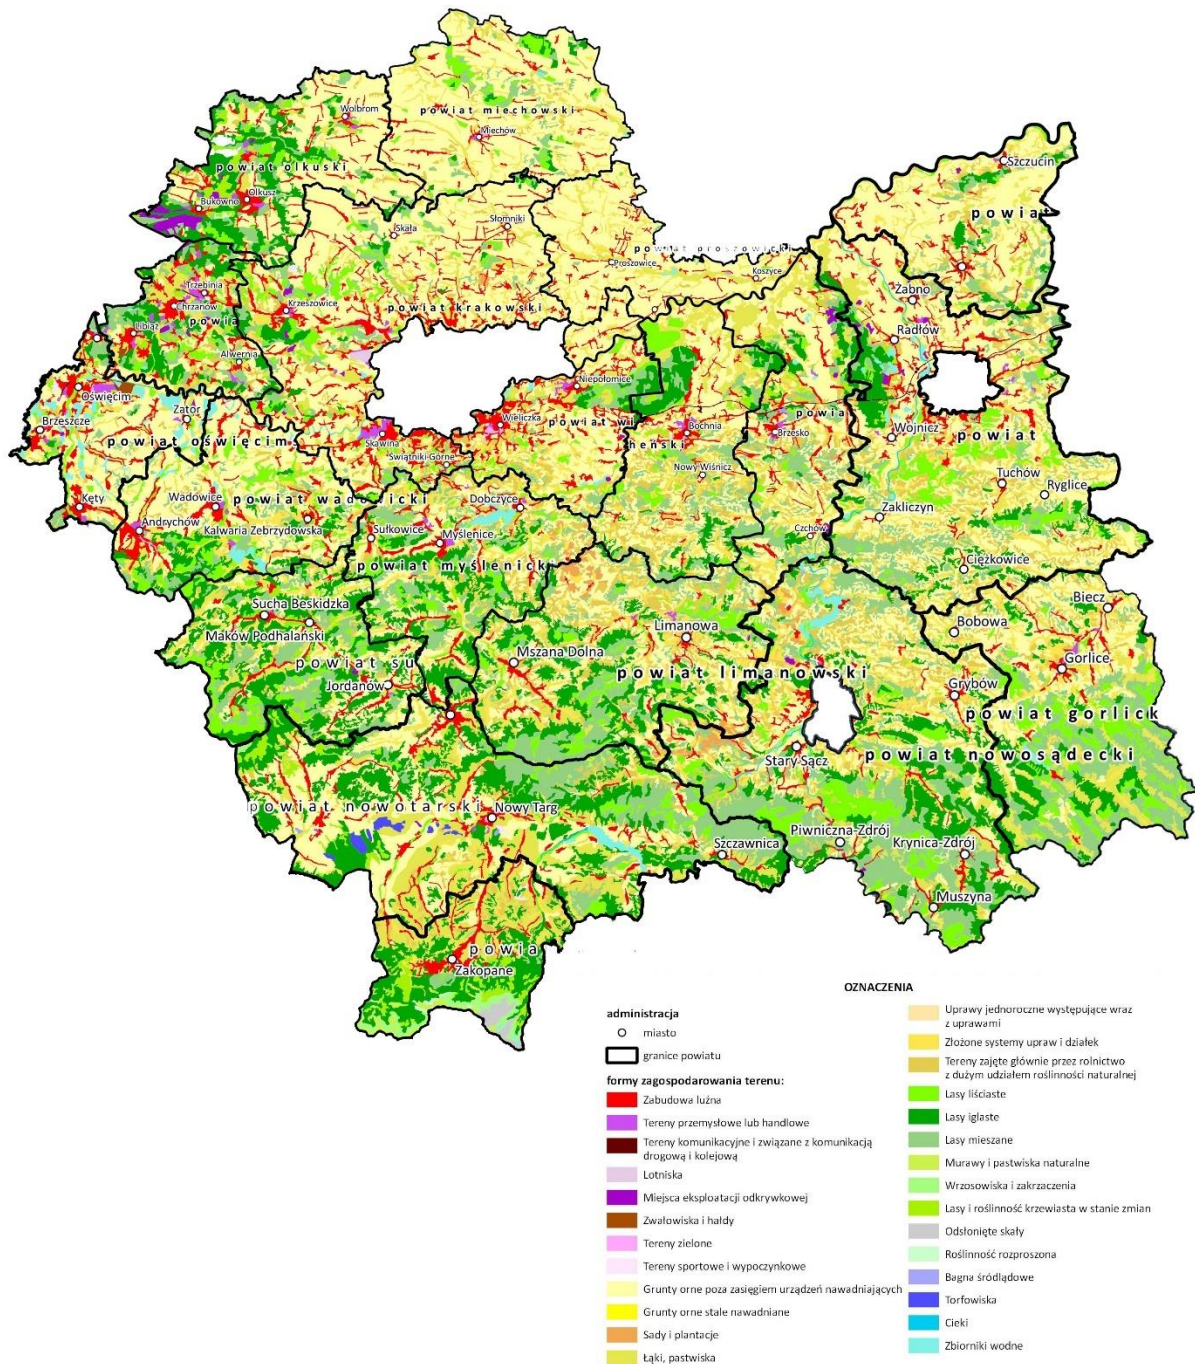 Szczucin
Wolbrom
powiat miechowski
Miechów
powiat olkuski
Olkusz
Bukowno
powiat
Skała
Słomniki
powiat proszowicki
Proszowice
Koszyce
Trzebinia
Żabno
Krzeszowice
Chrzanów
powiat krakowski
powia
Libiąż
Radłów
Alwernia
Niepołomice
Oświęcim
Zator
Wieliczka
powiat wi
powia
Brzeszcze
Bochnia
Brzesko
Wojnicz
powiat
powiat oświęcims
Skawina
heński
Świątniki Górne
Nowy Wiśnicz
Tuchów
Ryglice
Wadowice
powiat wadowicki
Dobczyce
Kęty
Zakliczyn
Andrychów
Kalwaria Zebrzydowska
Sułkowice
Myślenice
Czchów
powiat myślenicki
Ciężkowice
Sucha Beskidzka
Biecz
Maków Podhalański
Limanowa
Bobowa
powiat su
Mszana Dolna
Gorlice
powiat limanowski
Jordanów
Grybów
powiat gorlick
powiat nowosądecki
Stary Sącz
powiat nowotarski
Nowy Targ
Piwniczna-Zdrój
Krynica-Zdrój
Szczawnica
Muszyna
powia
Zakopane
OZNACZENIA
administracja
miasto
granice powiatu
formy zagospodarowania terenu:
Zabudowa luźna
Tereny przemysłowe lub handlowe
Tereny komunikacyjne i związane z komunikacją
drogową i kolejową
Lotniska
Miejsca eksploatacji odkrywkowej
Zwałowiska i hałdy
Tereny zielone
Tereny sportowe i wypoczynkowe
Grunty orne poza zasięgiem urządzeń nawadniających
Grunty orne stale nawadniane
Sady i plantacje
Łąki, pastwiska
Uprawy jednoroczne występujące wraz
z uprawami
Złożone systemy upraw i działek
Tereny zajęte głównie przez rolnictwo
z dużym udziałem roślinności naturalnej
Lasy liściaste
Lasy iglaste
Lasy mieszane
Murawy i pastwiska naturalne
Wrzosowiska i zakrzaczenia
Lasy i roślinność krzewiasta w stanie zmian
Odsłonięte skały
Roślinność rozproszona
Bagna śródlądowe
Torfowiska
Cieki
Zbiorniki wodne